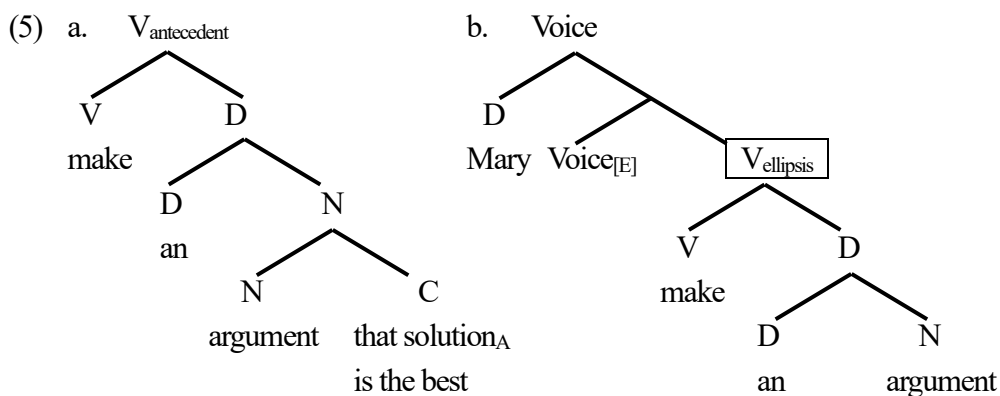 (5) a. V_antecedent b. Voice
V D D
make Mary Voice_[E] V_ellipsis
D N
an V D
N C make
argument that solution_A D N
is the best an argument